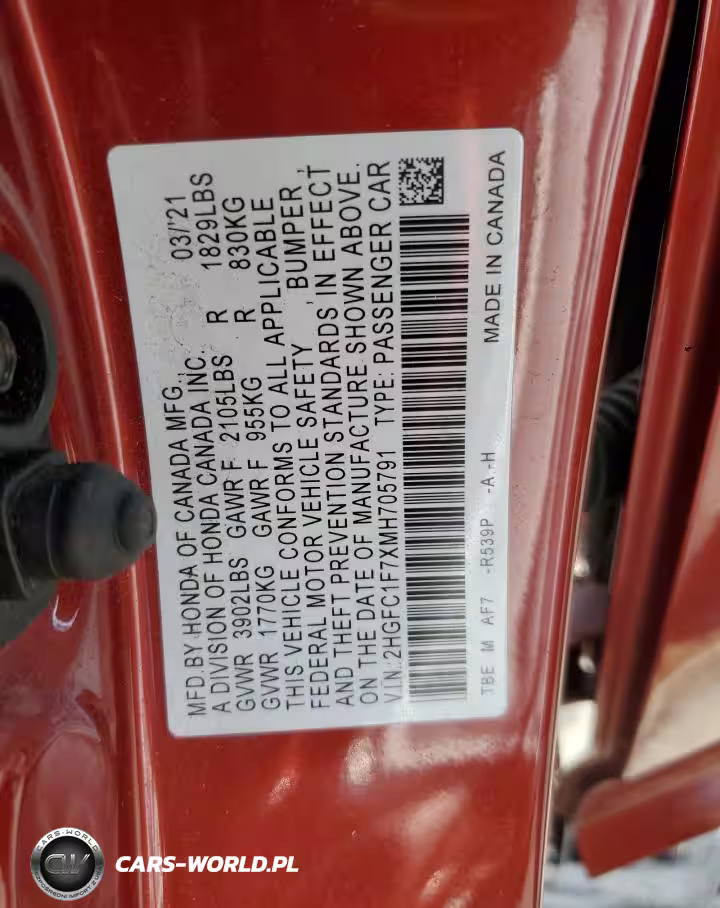 MFD.BY HONDA OF CANADA MFG., 03/'21
A DIVISION OF HONDA CANADA INC.
GVWR 3902LBS GAWR F 2105LBS R 1829LBS
GVWR 1770KG GAWR F 955KG R 830KG
THIS VEHICLE CONFORMS TO ALL APPLICABLE
FEDERAL MOTOR VEHICLE SAFETY, BUMPER,
AND THEFT PREVENTION STANDARDS, IN EFFECT
ON THE DATE OF MANUFACTURE SHOWN ABOVE.
V.I.N.:2HGFC1F7XMH705791 TYPE: PASSENGER CAR
TBE M AF7 -R539P -A -H MADE IN CANADA
CARS-WORLD
CW
CARS-WORLD.PL